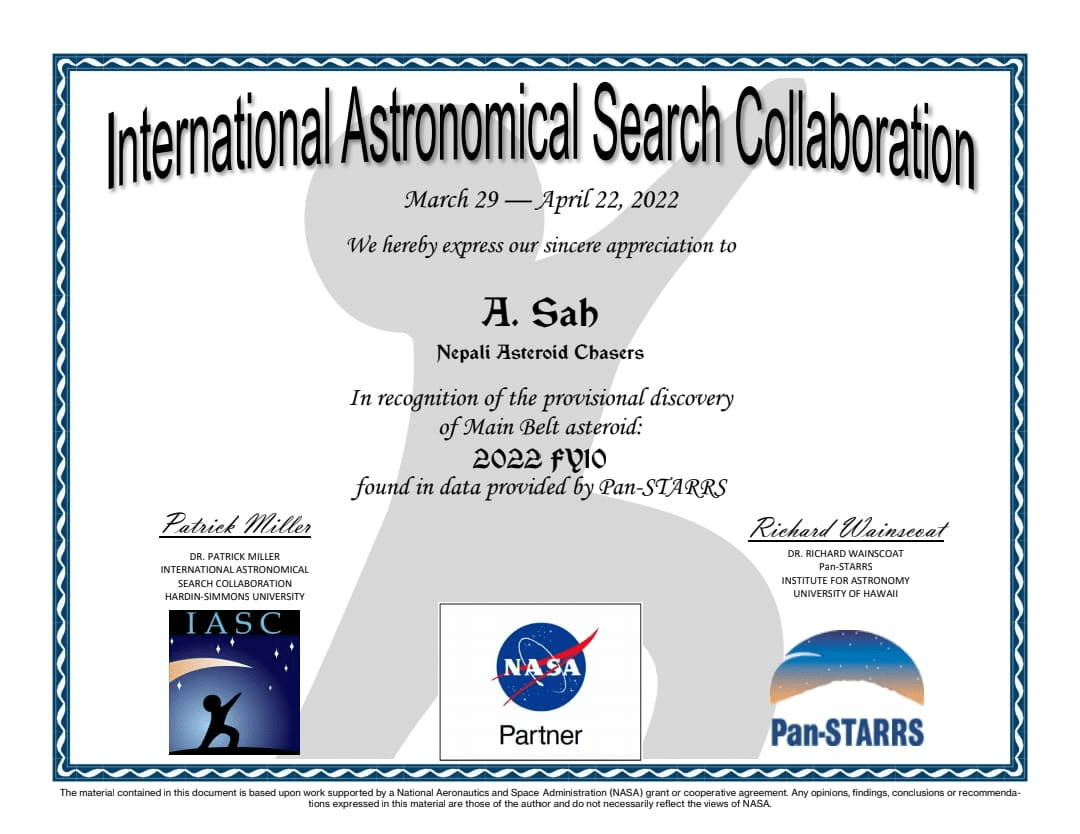 International Astronomical Search Collaboration
March 29 — April 22, 2022
We hereby express our sincere appreciation to
A. Sah
Nepali Asteroid Chasers
In recognition of the provisional discovery
of Main Belt asteroid:
2022 FY10
found in data provided by Pan-STARRS
Patrick Miller
DR. PATRICK MILLER
INTERNATIONAL ASTRONOMICAL
SEARCH COLLABORATION
HARDIN-SIMMONS UNIVERSITY
IASC
Richard Wainscoat
DR. RICHARD WAINSCOAT
Pan-STARRS
INSTITUTE FOR ASTRONOMY
UNIVERSITY OF HAWAII
NASA
Partner
Pan-STARRS
The material contained in this document is based upon work supported by a National Aeronautics and Space Administration (NASA) grant or cooperative agreement. Any opinions, findings, conclusions or recommenda-
tions expressed in this material are those of the author and do not necessarily reflect the views of NASA.